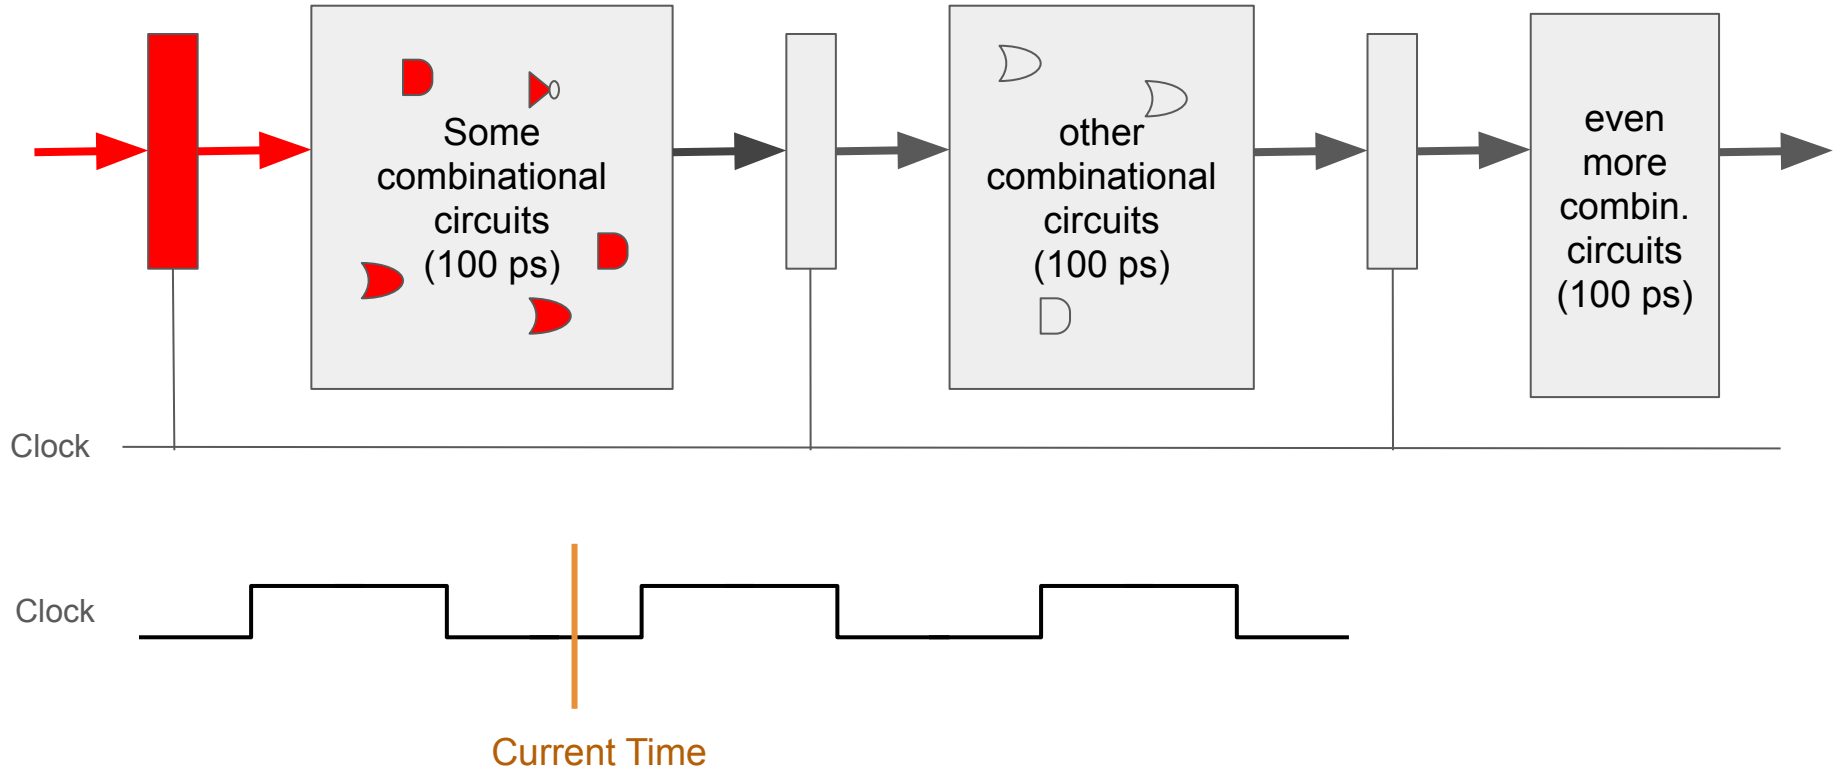 Some
combinational
circuits
(100 ps)
other
combinational
circuits
(100 ps)
even
more
combin.
circuits
(100 ps)
Clock
Clock
Current Time